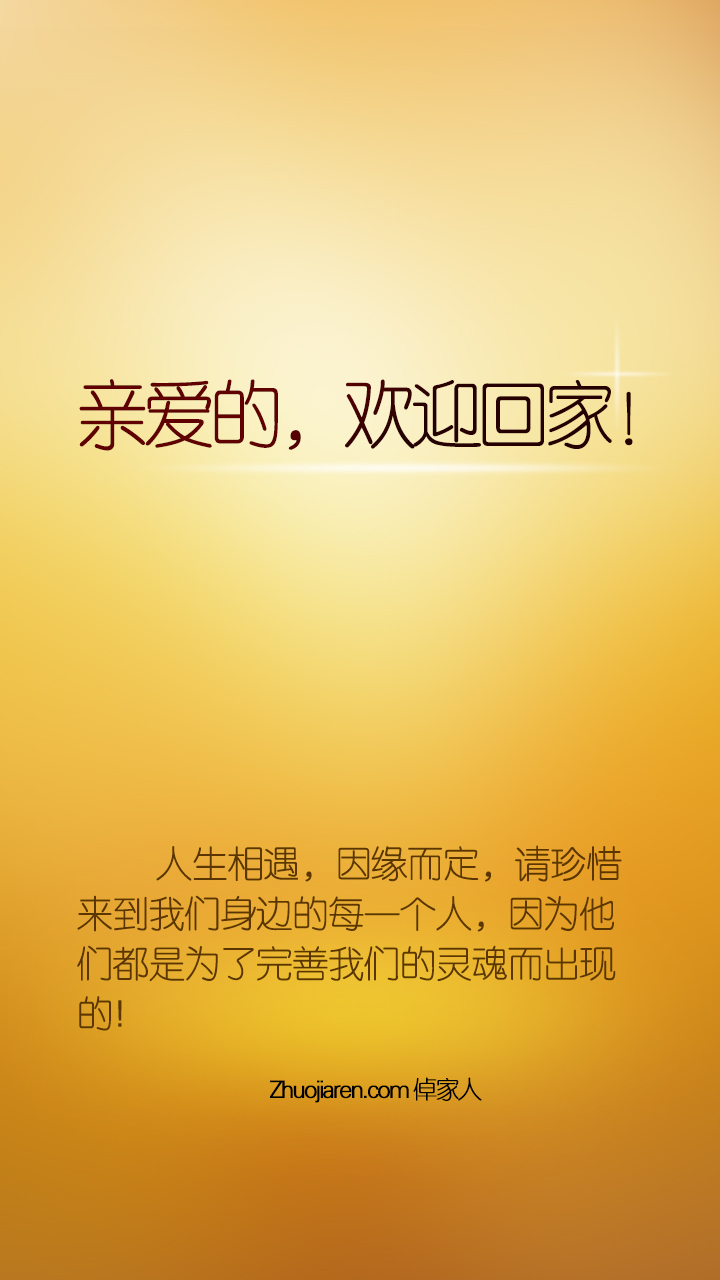 亲爱的，欢迎回家！
人生相遇，因缘而定，请珍惜
来到我们身边的每一个人，因为他
们都是为了完善我们的灵魂而出现
的！
Zhuojiaren.com 倬家人